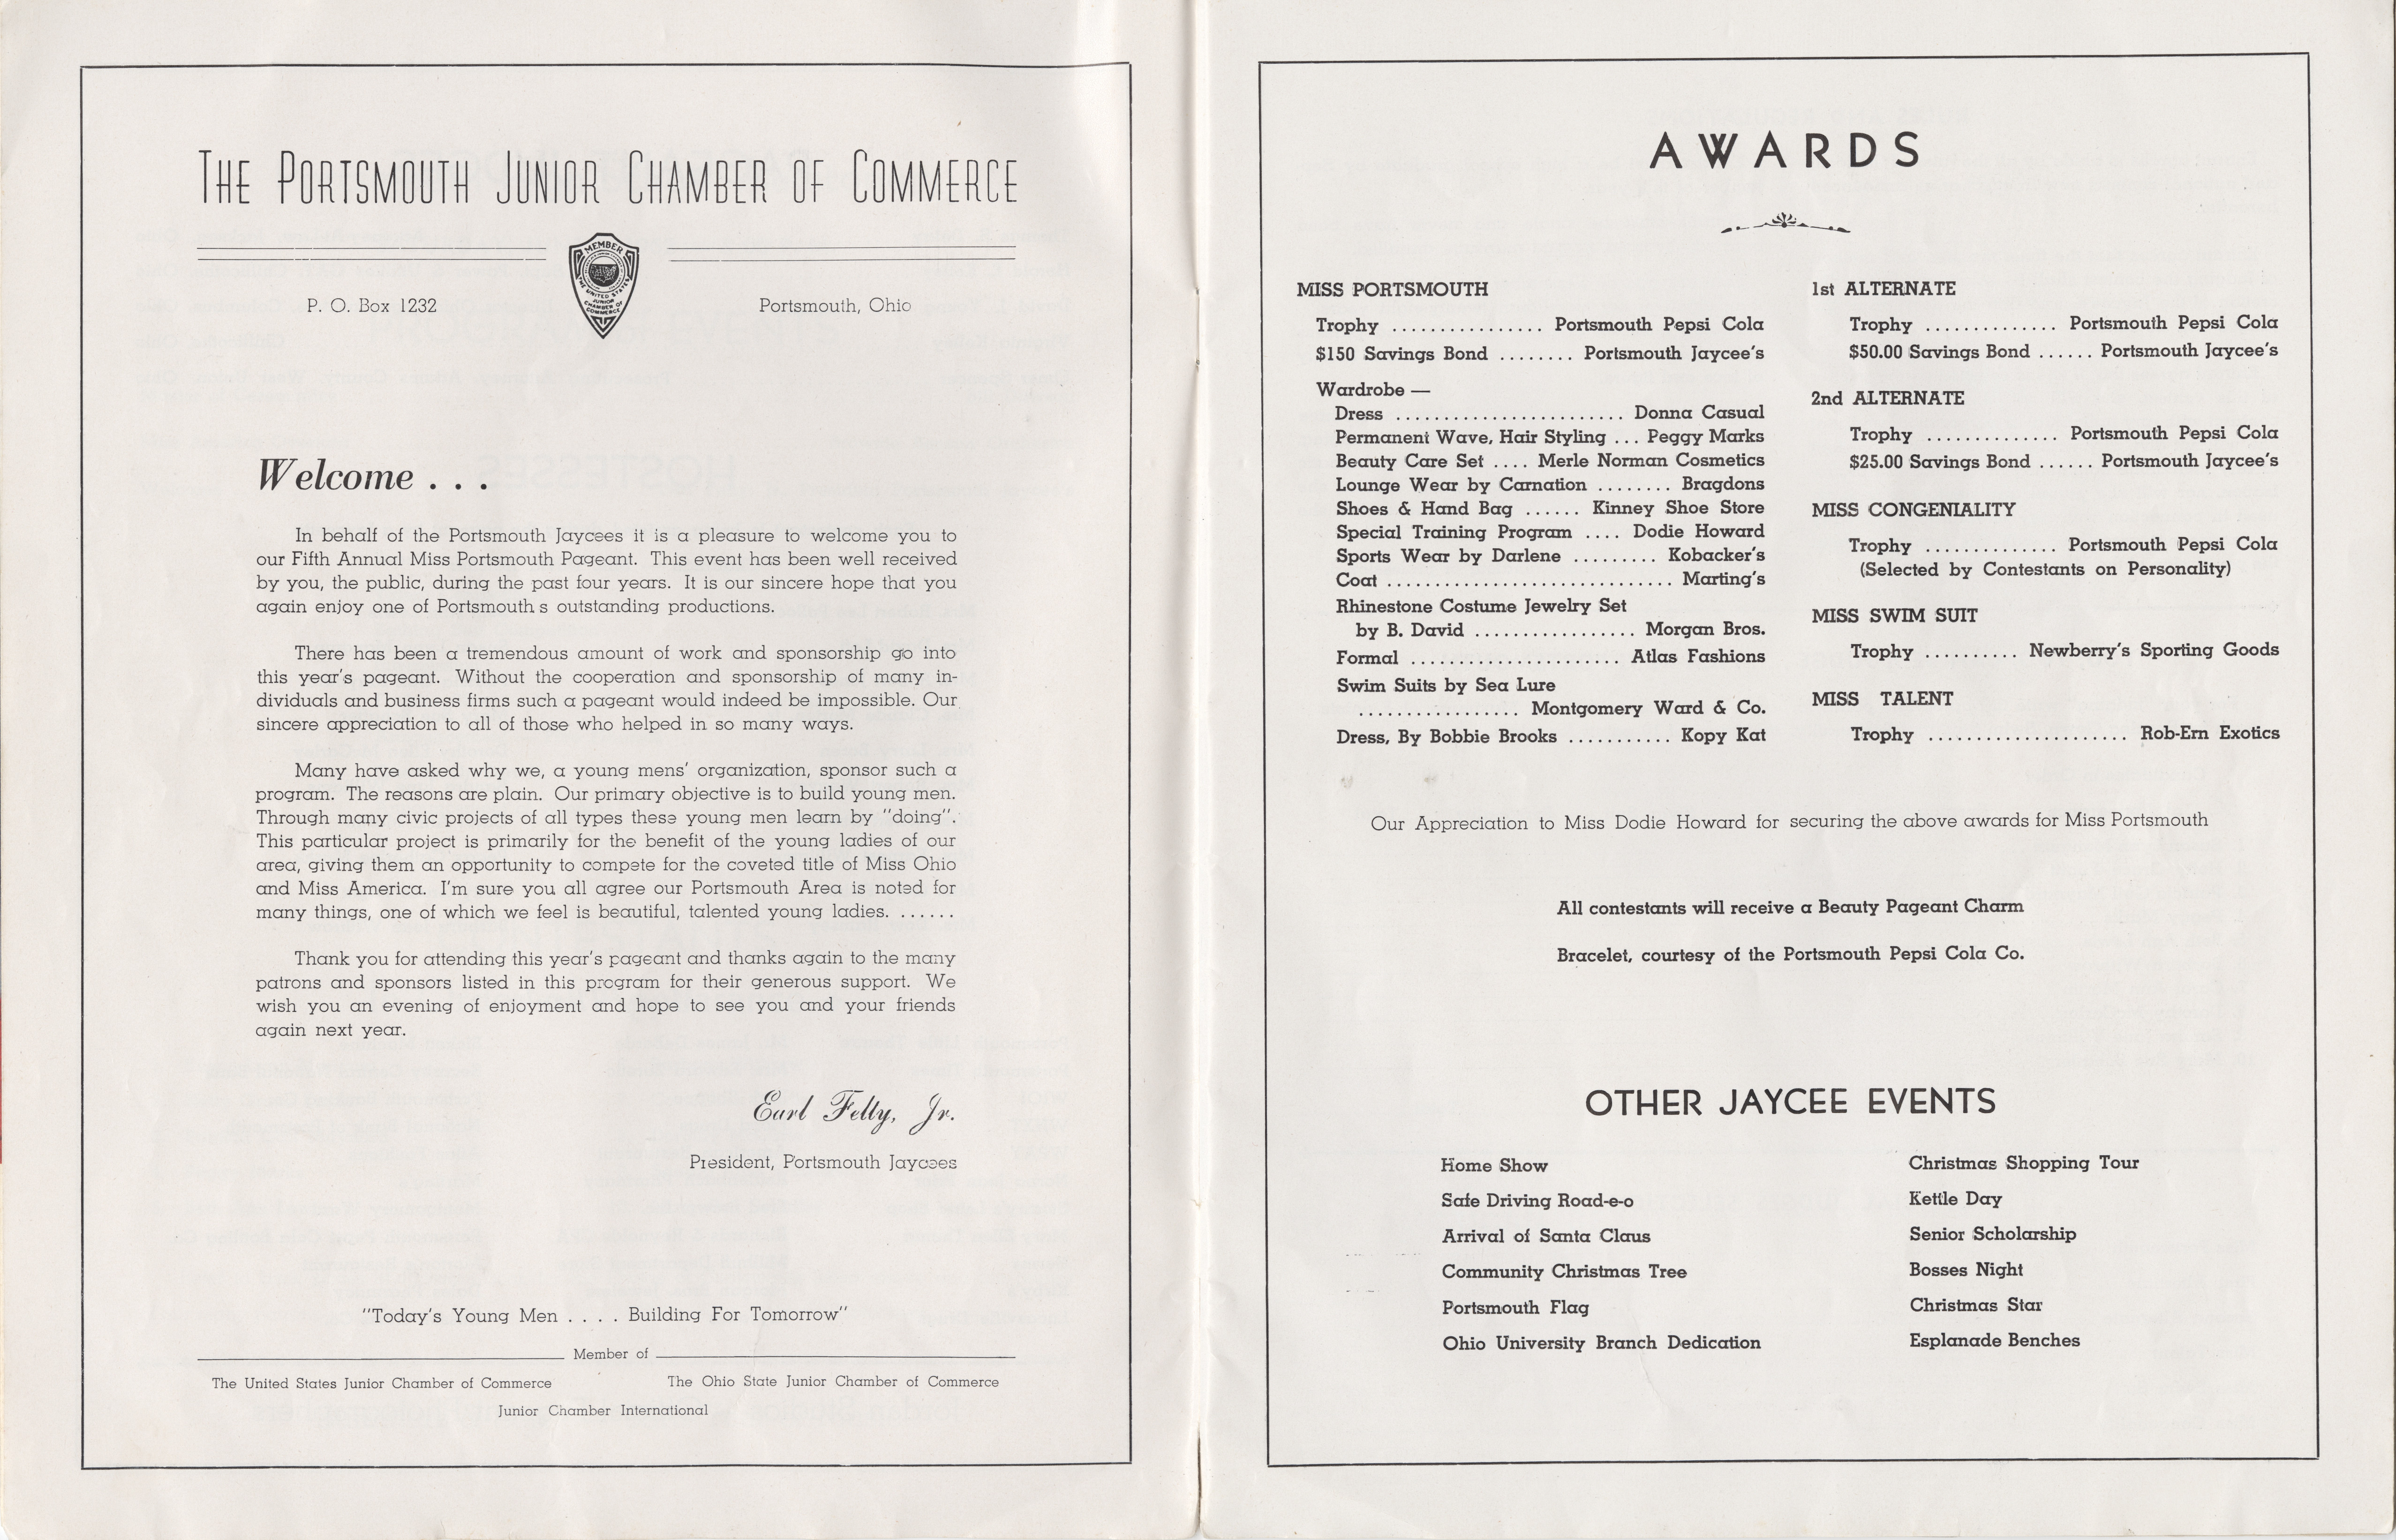 THE PORTSMOUTH JUNIOR CHAMBER OF COMMERCE
MEMBER
THE UNITED STATES
JUNIOR
CHAMBER OF
COMMERCE
P. O. Box 1232
Portsmouth, Ohio
Welcome . . .
In behalf of the Portsmouth Jaycees it is a pleasure to welcome you to
our Fifth Annual Miss Portsmouth Pageant. This event has been well received
by you, the public, during the past four years. It is our sincere hope that you
again enjoy one of Portsmouth s outstanding productions.
There has been a tremendous amount of work and sponsorship go into
this year's pageant. Without the cooperation and sponsorship of many in-
dividuals and business firms such a pageant would indeed be impossible. Our
sincere appreciation to all of those who helped in so many ways.
Many have asked why we, a young mens' organization, sponsor such a
program. The reasons are plain. Our primary objective is to build young men.
Through many civic projects of all types these young men learn by "doing".
This particular project is primarily for the benefit of the young ladies of our
area, giving them an opportunity to compete for the coveted title of Miss Ohio
and Miss America. I'm sure you all agree our Portsmouth Area is noted for
many things, one of which we feel is beautiful, talented young ladies. ......
Thank you for attending this year's pageant and thanks again to the many
patrons and sponsors listed in this program for their generous support. We
wish you an evening of enjoyment and hope to see you and your friends
again next year.
Earl Felty, Jr.
President, Portsmouth Jaycees
"Today's Young Men . . . . Building For Tomorrow"
Member of
The United States Junior Chamber of Commerce
The Ohio State Junior Chamber of Commerce
Junior Chamber International
AWARDS
MISS PORTSMOUTH
Trophy ................ Portsmouth Pepsi Cola
$150 Savings Bond ........ Portsmouth Jaycee's
Wardrobe —
Dress ........................ Donna Casual
Permanent Wave, Hair Styling ... Peggy Marks
Beauty Care Set .... Merle Norman Cosmetics
Lounge Wear by Carnation ........ Bragdons
Shoes & Hand Bag ...... Kinney Shoe Store
Special Training Program .... Dodie Howard
Sports Wear by Darlene ......... Kobacker's
Coat .............................. Marting's
Rhinestone Costume Jewelry Set
by B. David ................. Morgan Bros.
Formal ...................... Atlas Fashions
Swim Suits by Sea Lure
................. Montgomery Ward & Co.
Dress, By Bobbie Brooks ........... Kopy Kat
1st ALTERNATE
Trophy .............. Portsmouth Pepsi Cola
$50.00 Savings Bond ...... Portsmouth Jaycee's
2nd ALTERNATE
Trophy .............. Portsmouth Pepsi Cola
$25.00 Savings Bond ...... Portsmouth Jaycee's
MISS CONGENIALITY
Trophy .............. Portsmouth Pepsi Cola
(Selected by Contestants on Personality)
MISS SWIM SUIT
Trophy .......... Newberry's Sporting Goods
MISS TALENT
Trophy ..................... Rob-Ern Exotics
Our Appreciation to Miss Dodie Howard for securing the above awards for Miss Portsmouth
All contestants will receive a Beauty Pageant Charm
Bracelet, courtesy of the Portsmouth Pepsi Cola Co.
OTHER JAYCEE EVENTS
Home Show
Safe Driving Road-e-o
Arrival of Santa Claus
Community Christmas Tree
Portsmouth Flag
Ohio University Branch Dedication
Christmas Shopping Tour
Kettle Day
Senior Scholarship
Bosses Night
Christmas Star
Esplanade Benches